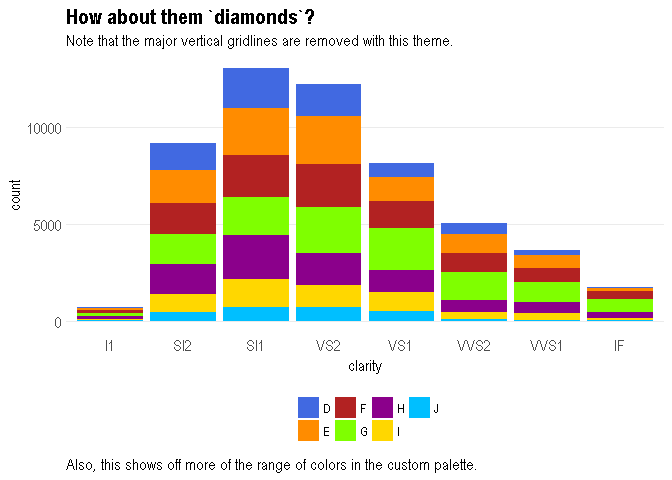 How about them `diamonds`?
Note that the major vertical gridlines are removed with this theme.
10000
5000
0
count
I1 SI2 SI1 VS2 VS1 VVS2 VVS1 IF
clarity
D F H J
E G I
Also, this shows off more of the range of colors in the custom palette.